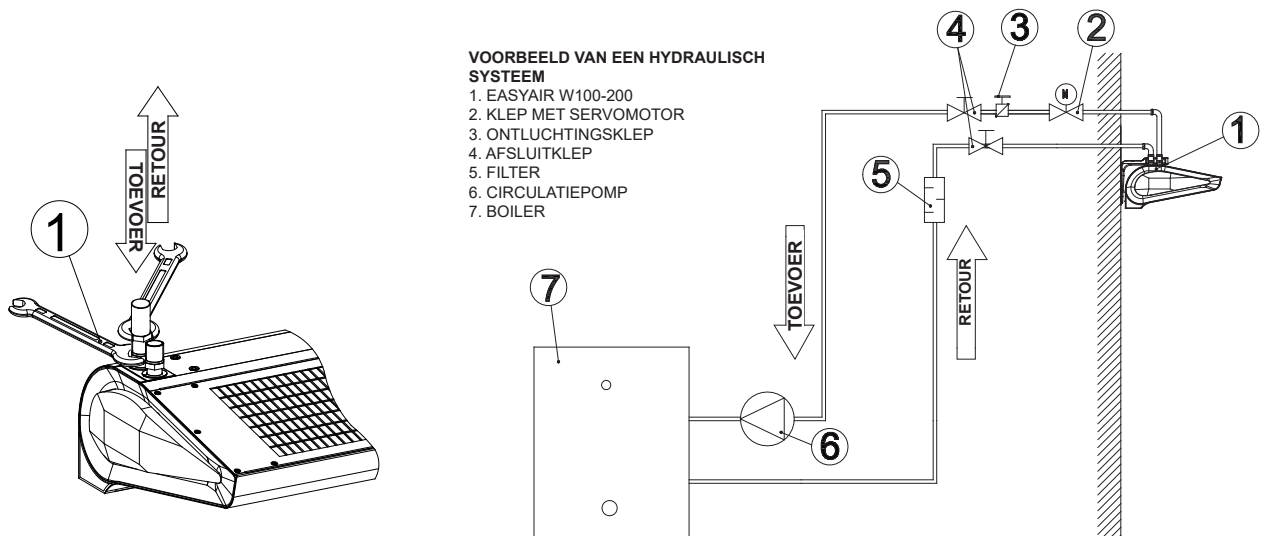 RETOUR
TOEVOER
1
VOORBEELD VAN EEN HYDRAULISCH
SYSTEEM
1. EASYAIR W100-200
2. KLEP MET SERVOMOTOR
3. ONTLUCHTINGSKLEP
4. AFSLUITKLEP
5. FILTER
6. CIRCULATIEPOMP
7. BOILER
4
3
2
1
5
TOEVOER
RETOUR
7
6